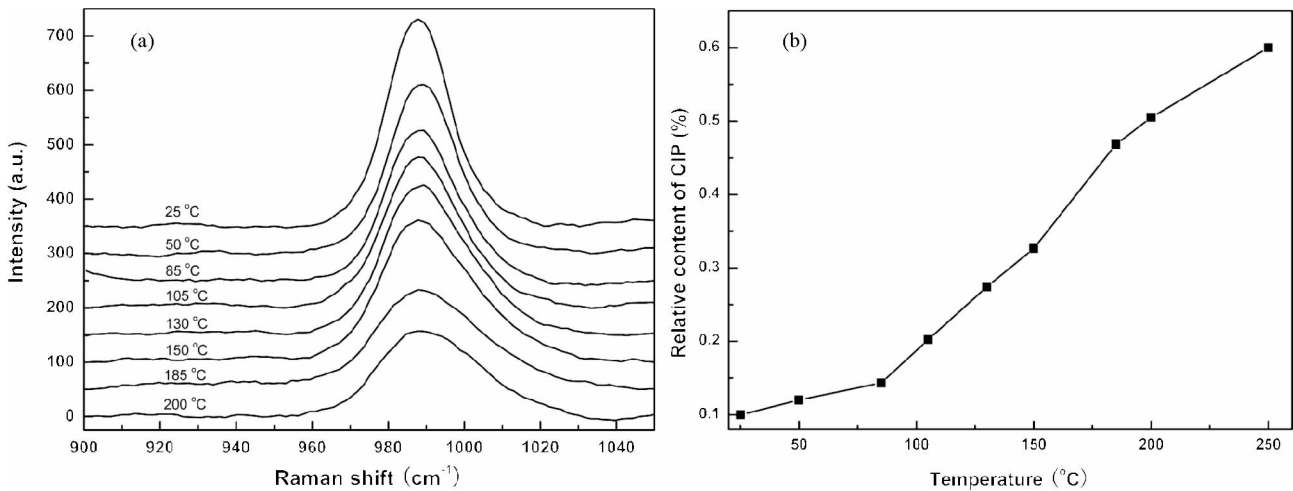 (a)
700
600
500
400
300
200
100
0
25 °C
50 °C
85 °C
105 °C
130 °C
150 °C
185 °C
200 °C
Intensity (a.u.)
900 920 940 960 980 1000 1020 1040
Raman shift (cm⁻¹)
(b)
0.6
0.5
0.4
0.3
0.2
0.1
Relative content of CIP (%)
50 100 150 200 250
Temperature (°C)